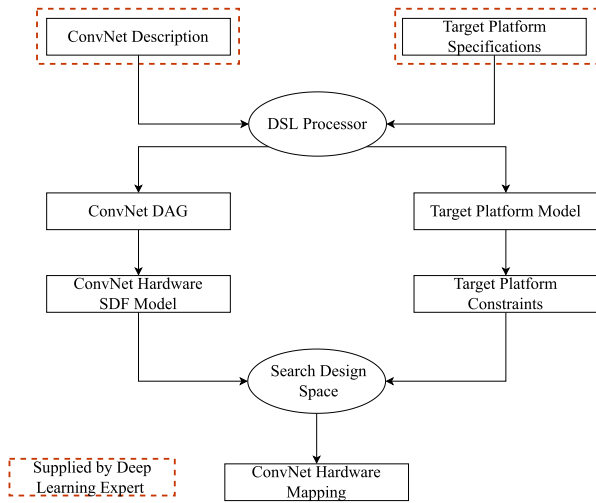 ConvNet Description
Target Platform
Specifications
DSL Processor
ConvNet DAG
Target Platform Model
ConvNet Hardware
SDF Model
Target Platform
Constraints
Search Design
Space
Supplied by Deep
Learning Expert
ConvNet Hardware
Mapping